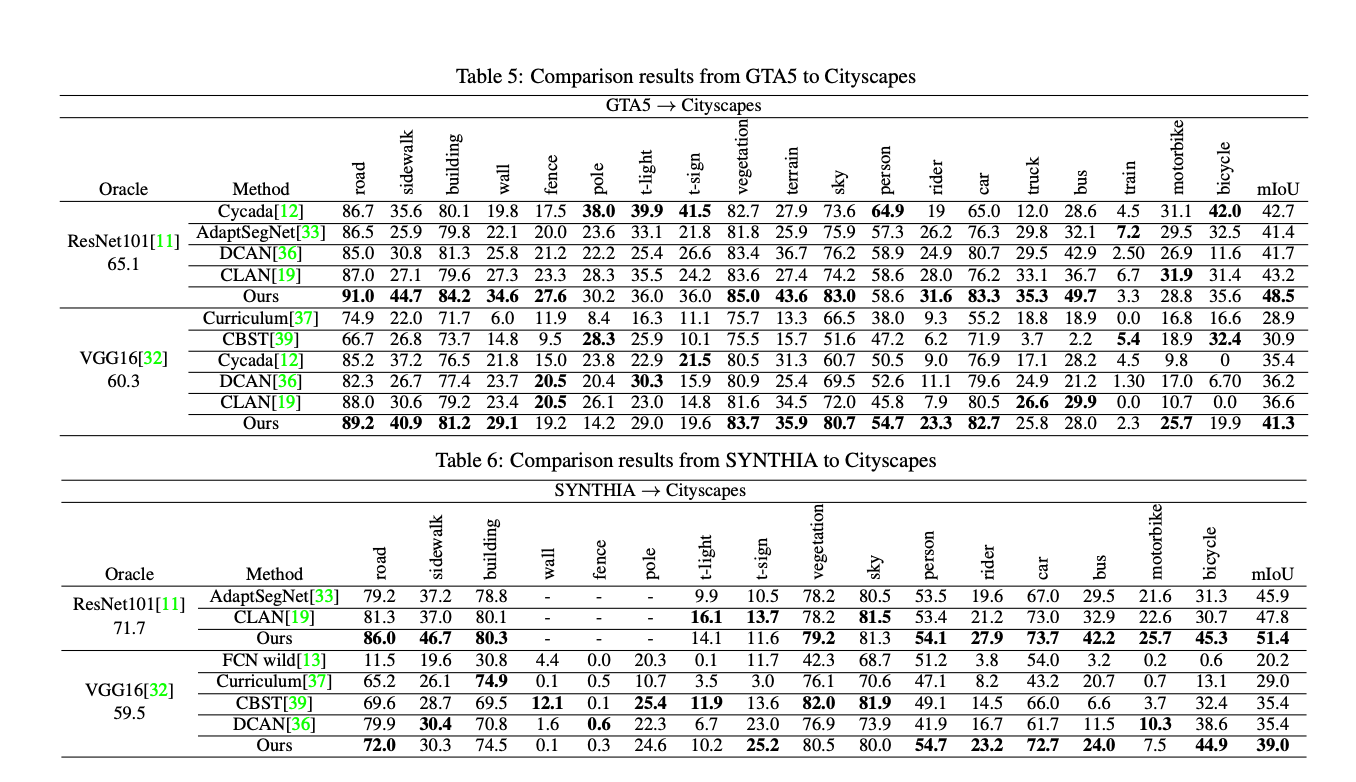 Table 5: Comparison results from GTA5 to Cityscapes
GTA5 → Cityscapes
Oracle Method road sidewalk building wall fence pole t-light t-sign vegetation terrain sky person rider car truck bus train motorbike bicycle mIoU
Cycada[12] 86.7 35.6 80.1 19.8 17.5 38.0 39.9 41.5 82.7 27.9 73.6 64.9 19 65.0 12.0 28.6 4.5 31.1 42.0 42.7
ResNet101[11] AdaptSegNet[33] 86.5 25.9 79.8 22.1 20.0 23.6 33.1 21.8 81.8 25.9 75.9 57.3 26.2 76.3 29.8 32.1 7.2 29.5 32.5 41.4
65.1 DCAN[36] 85.0 30.8 81.3 25.8 21.2 22.2 25.4 26.6 83.4 36.7 76.2 58.9 24.9 80.7 29.5 42.9 2.50 26.9 11.6 41.7
CLAN[19] 87.0 27.1 79.6 27.3 23.3 28.3 35.5 24.2 83.6 27.4 74.2 58.6 28.0 76.2 33.1 36.7 6.7 31.9 31.4 43.2
Ours 91.0 44.7 84.2 34.6 27.6 30.2 36.0 36.0 85.0 43.6 83.0 58.6 31.6 83.3 35.3 49.7 3.3 28.8 35.6 48.5
Curriculum[37] 74.9 22.0 71.7 6.0 11.9 8.4 16.3 11.1 75.7 13.3 66.5 38.0 9.3 55.2 18.8 18.9 0.0 16.8 16.6 28.9
CBST[39] 66.7 26.8 73.7 14.8 9.5 28.3 25.9 10.1 75.5 15.7 51.6 47.2 6.2 71.9 3.7 2.2 5.4 18.9 32.4 30.9
VGG16[32] Cycada[12] 85.2 37.2 76.5 21.8 15.0 23.8 22.9 21.5 80.5 31.3 60.7 50.5 9.0 76.9 17.1 28.2 4.5 9.8 0 35.4
60.3 DCAN[36] 82.3 26.7 77.4 23.7 20.5 20.4 30.3 15.9 80.9 25.4 69.5 52.6 11.1 79.6 24.9 21.2 1.30 17.0 6.70 36.2
CLAN[19] 88.0 30.6 79.2 23.4 20.5 26.1 23.0 14.8 81.6 34.5 72.0 45.8 7.9 80.5 26.6 29.9 0.0 10.7 0.0 36.6
Ours 89.2 40.9 81.2 29.1 19.2 14.2 29.0 19.6 83.7 35.9 80.7 54.7 23.3 82.7 25.8 28.0 2.3 25.7 19.9 41.3
Table 6: Comparison results from SYNTHIA to Cityscapes
SYNTHIA → Cityscapes
Oracle Method road sidewalk building wall fence pole t-light t-sign vegetation sky person rider car bus motorbike bicycle mIoU
ResNet101[11] AdaptSegNet[33] 79.2 37.2 78.8 - - - 9.9 10.5 78.2 80.5 53.5 19.6 67.0 29.5 21.6 31.3 45.9
71.7 CLAN[19] 81.3 37.0 80.1 - - - 16.1 13.7 78.2 81.5 53.4 21.2 73.0 32.9 22.6 30.7 47.8
Ours 86.0 46.7 80.3 - - - 14.1 11.6 79.2 81.3 54.1 27.9 73.7 42.2 25.7 45.3 51.4
FCN wild[13] 11.5 19.6 30.8 4.4 0.0 20.3 0.1 11.7 42.3 68.7 51.2 3.8 54.0 3.2 0.2 0.6 20.2
Curriculum[37] 65.2 26.1 74.9 0.1 0.5 10.7 3.5 3.0 76.1 70.6 47.1 8.2 43.2 20.7 0.7 13.1 29.0
VGG16[32] CBST[39] 69.6 28.7 69.5 12.1 0.1 25.4 11.9 13.6 82.0 81.9 49.1 14.5 66.0 6.6 3.7 32.4 35.4
59.5 DCAN[36] 79.9 30.4 70.8 1.6 0.6 22.3 6.7 23.0 76.9 73.9 41.9 16.7 61.7 11.5 10.3 38.6 35.4
Ours 72.0 30.3 74.5 0.1 0.3 24.6 10.2 25.2 80.5 80.0 54.7 23.2 72.7 24.0 7.5 44.9 39.0